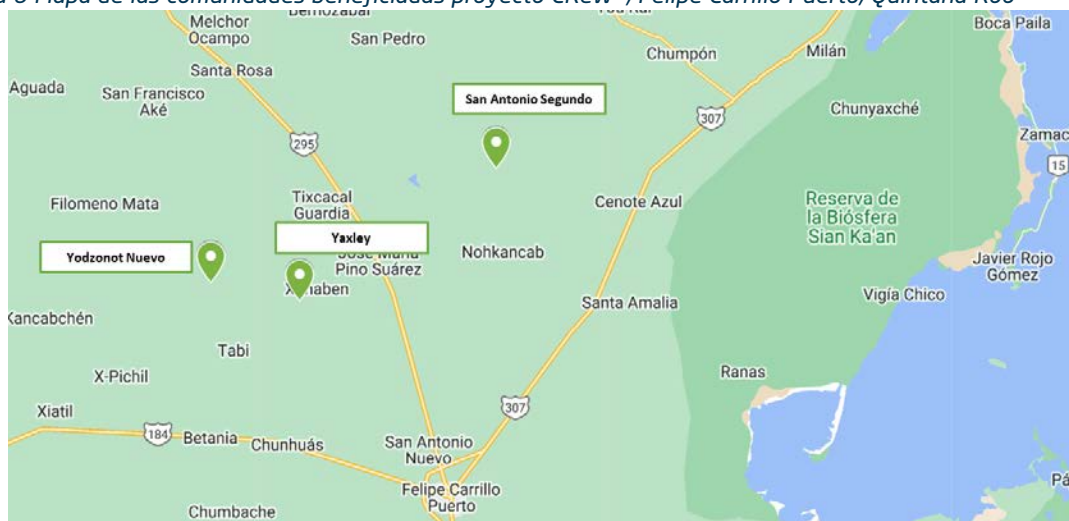 Mapa de las comunidades beneficiadas proyecto CReW+, Felipe Carrillo Puerto, Quintana Roo
Melchor
Ocampo
San Pedro
Chumpón
Milán
Boca Paila
Santa Rosa
Aguada
San Francisco
Aké
San Antonio Segundo
307
Chunyaxché
295
15
Filomeno Mata
Tixcacal
Guardia
Cenote Azul
Reserva de
la Biósfera
Sian Ka'an
Yaxley
Yodzonot Nuevo
Nohkancab
Pino Suárez
Javier Rojo
Gómez
Vigía Chico
Santa Amalia
Kancabchén
Tabi
X-Pichil
Ranas
Xiatil
307
184
Betania
Chunhuás
San Antonio
Nuevo
Felipe Carrillo
Puerto
Chumbache